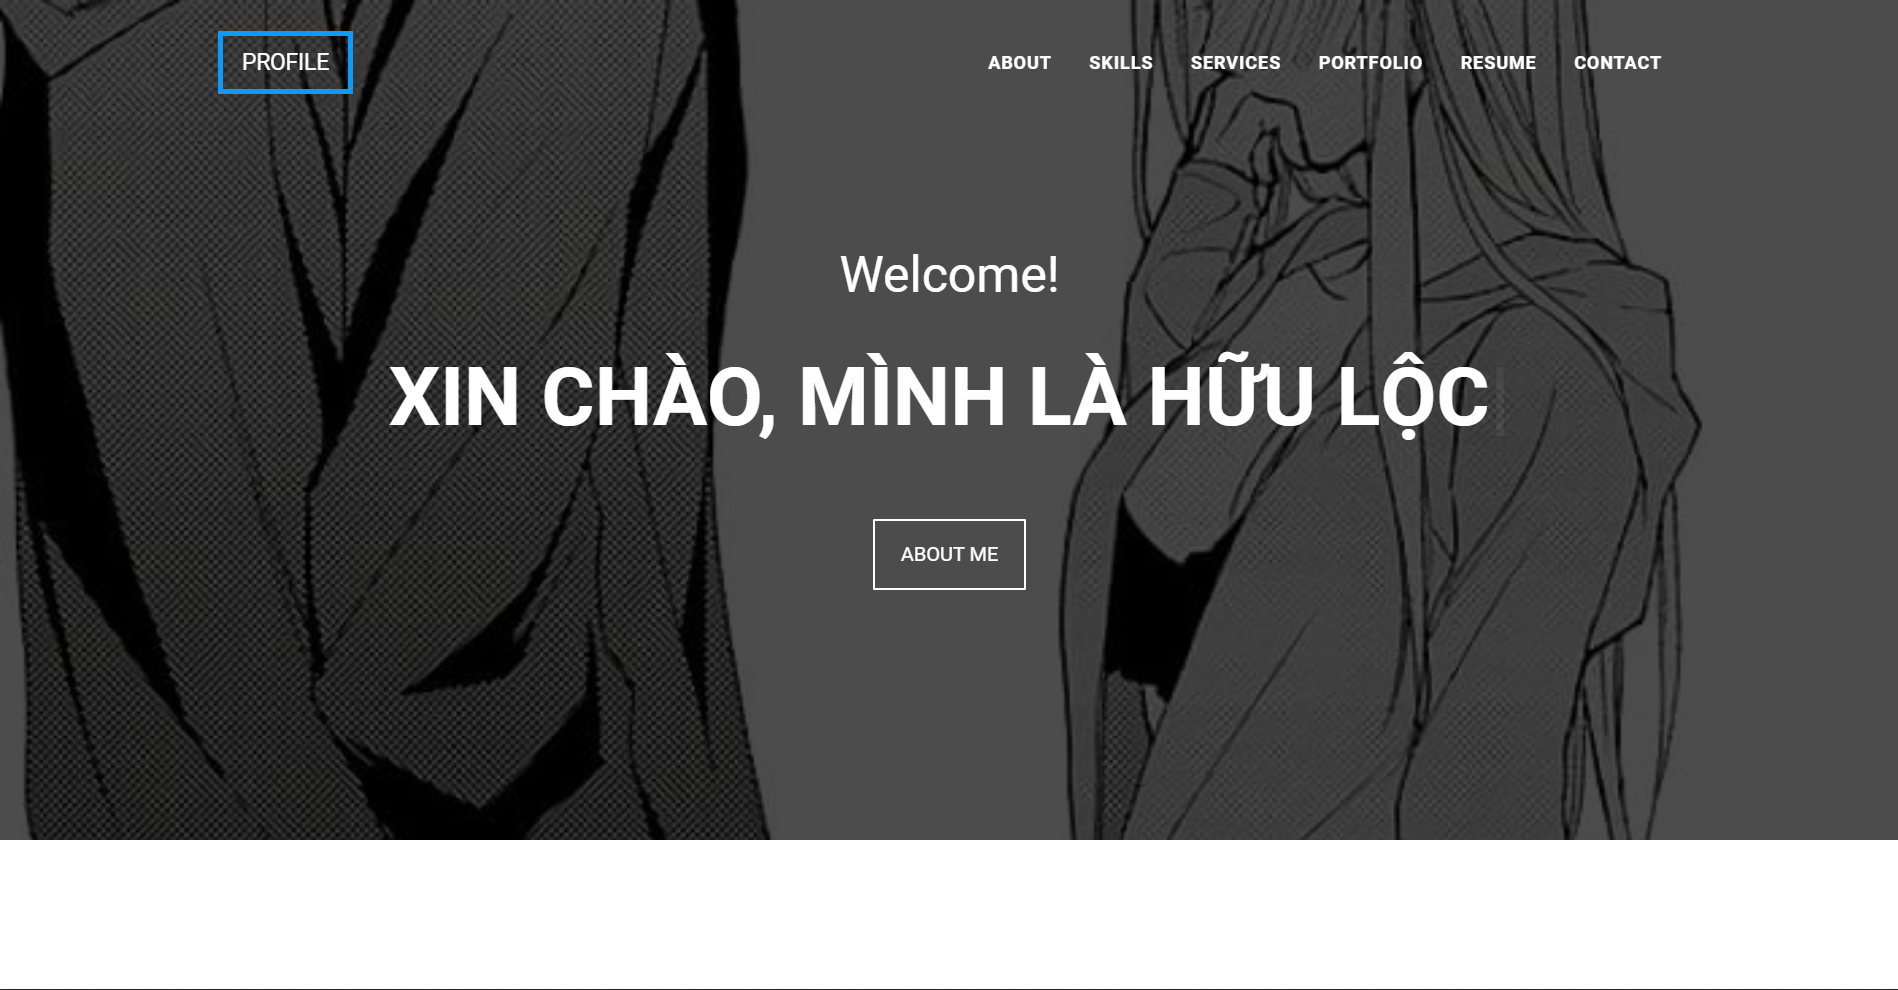 PROFILE
ABOUT SKILLS SERVICES PORTFOLIO RESUME CONTACT
Welcome!
XIN CHÀO, MÌNH LÀ HỮU LỘC
ABOUT ME